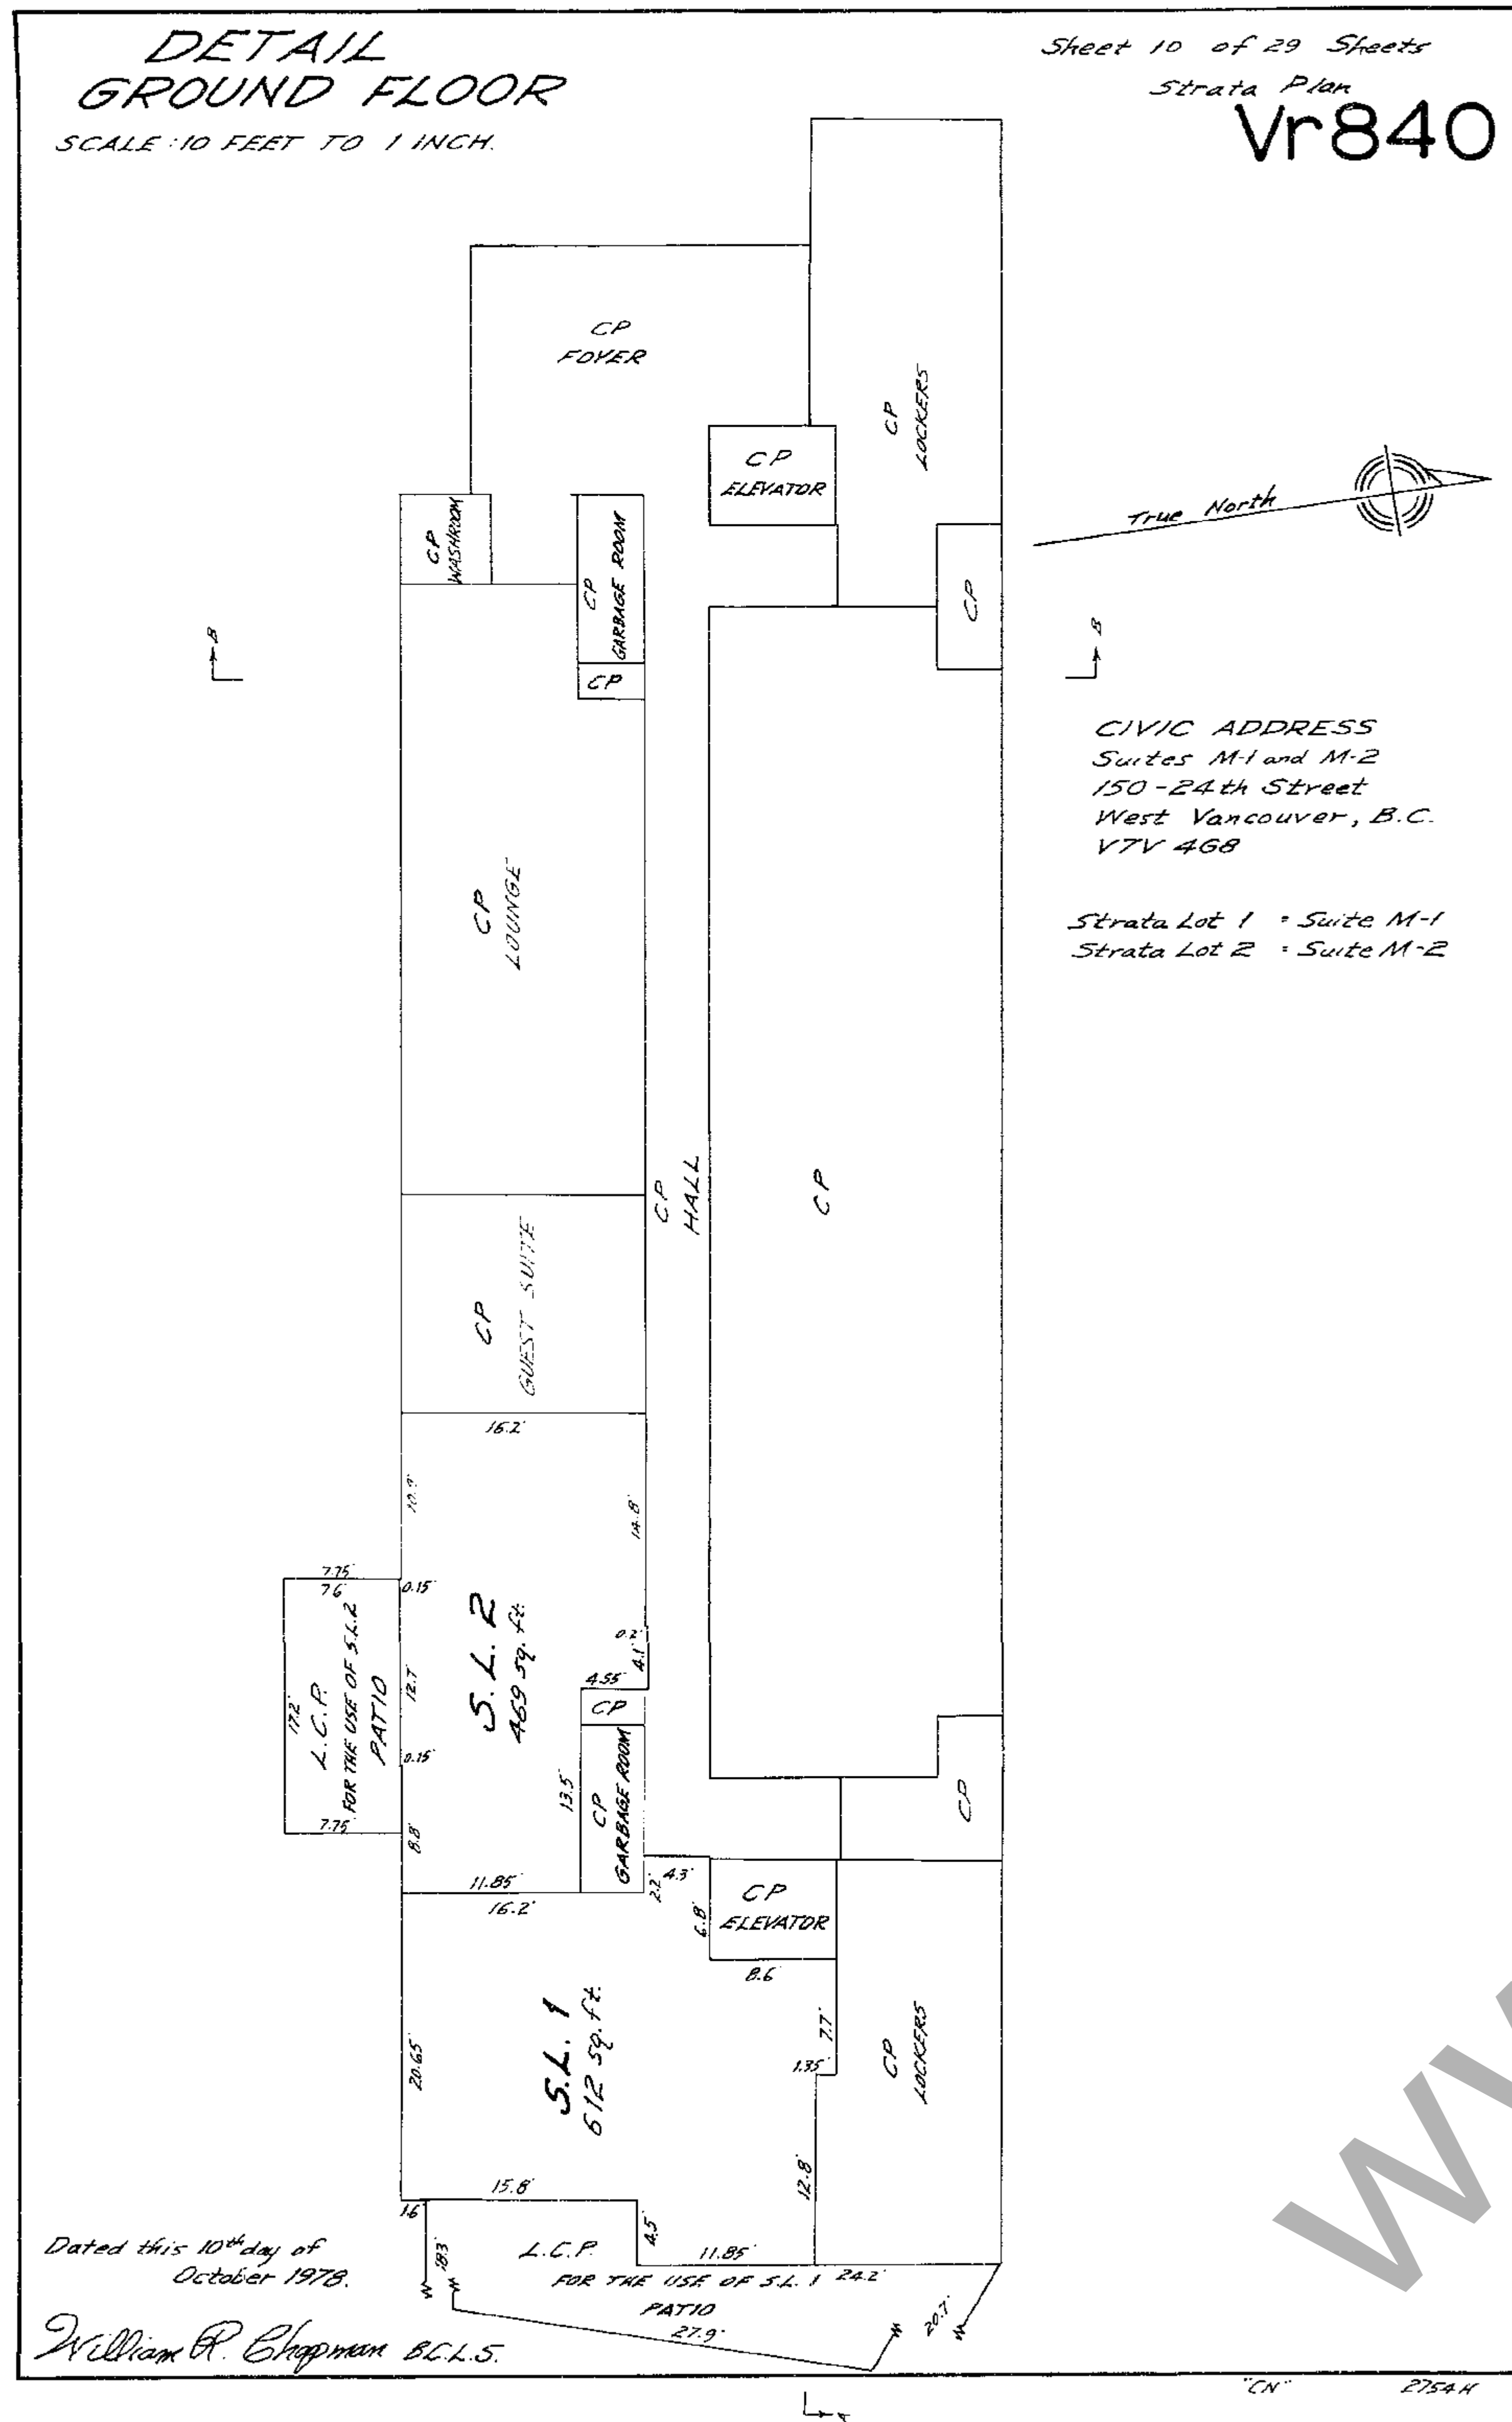 DETAIL
GROUND FLOOR
SCALE : 10 FEET TO 1 INCH.
Sheet 10 of 29 Sheets
Strata Plan
Vr840
CP
FOYER
CP
LOCKERS
CP
ELEVATOR
True North
CP
WASHROOM
CP
GARBAGE ROOM
CP
CP
B
B
CIVIC ADDRESS
Suites M-1 and M-2
150-24th Street
West Vancouver, B.C.
V7V 4G8
Strata Lot 1 = Suite M-1
Strata Lot 2 = Suite M-2
CP
LOUNGE
CP
HALL
CP
CP
GUEST SUITE
16.2'
14.8'
7.75'
7.6'
0.15'
S.L. 2
469 sq. ft.
0.2'
4.1'
4.55'
CP
17.2'
L.C.P.
FOR THE USE OF S.L. 2
PATIO
12.7'
0.15'
7.75'
8.8'
13.5'
CP
GARBAGE ROOM
CP
11.85'
16.2'
2.2'
4.3'
6.8'
CP
ELEVATOR
8.6'
S.L. 1
612 sq. ft.
20.65'
7.7'
1.35'
CP
LOCKERS
12.8'
15.8'
1.6'
4.5'
18.3'
L.C.P.
11.85'
FOR THE USE OF S.L. 1
24.2'
PATIO
27.9'
20.7'
Dated this 10th day of
October 1978.
William R. Chapman B.C.L.S.
"CN"
2754 H
A